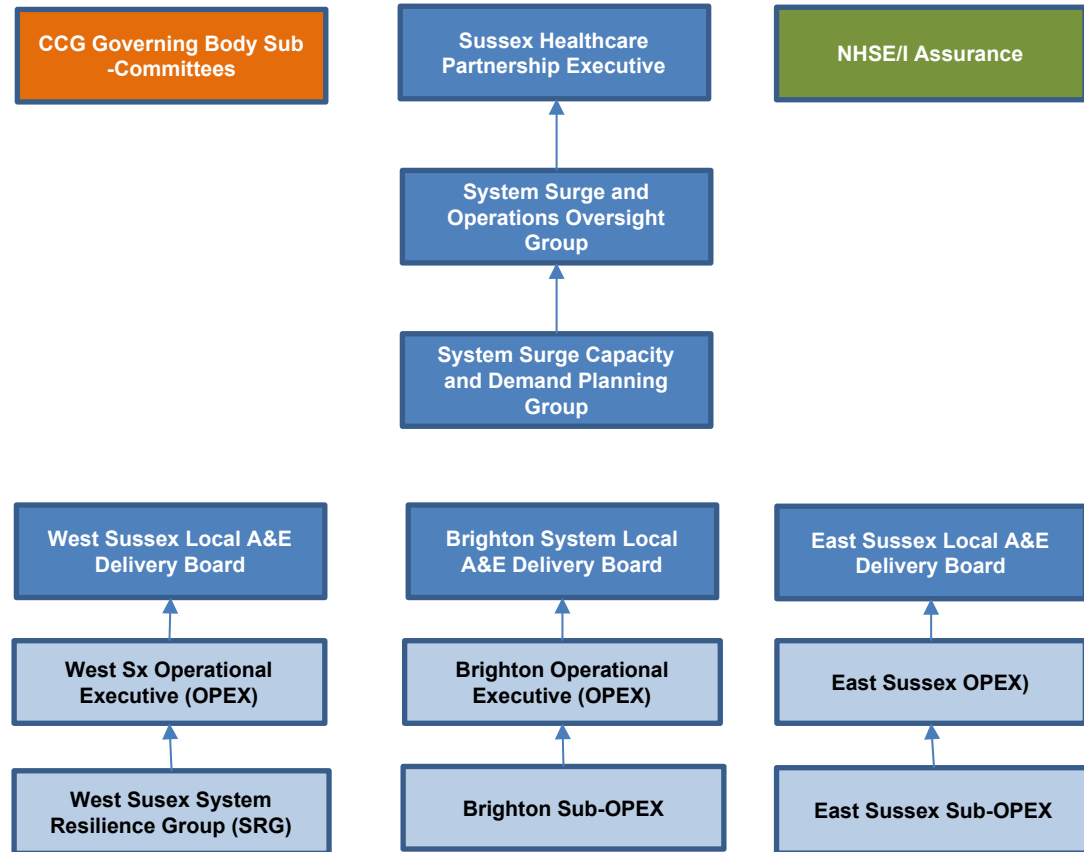 CCG Governing Body Sub
-Committees
Sussex Healthcare
Partnership Executive
NHSE/I Assurance
System Surge and
Operations Oversight
Group
System Surge Capacity
and Demand Planning
Group
West Sussex Local A&E
Delivery Board
Brighton System Local
A&E Delivery Board
East Sussex Local A&E
Delivery Board
West Sx Operational
Executive (OPEX)
Brighton Operational
Executive (OPEX)
East Sussex OPEX)
West Susex System
Resilience Group (SRG)
Brighton Sub-OPEX
East Sussex Sub-OPEX